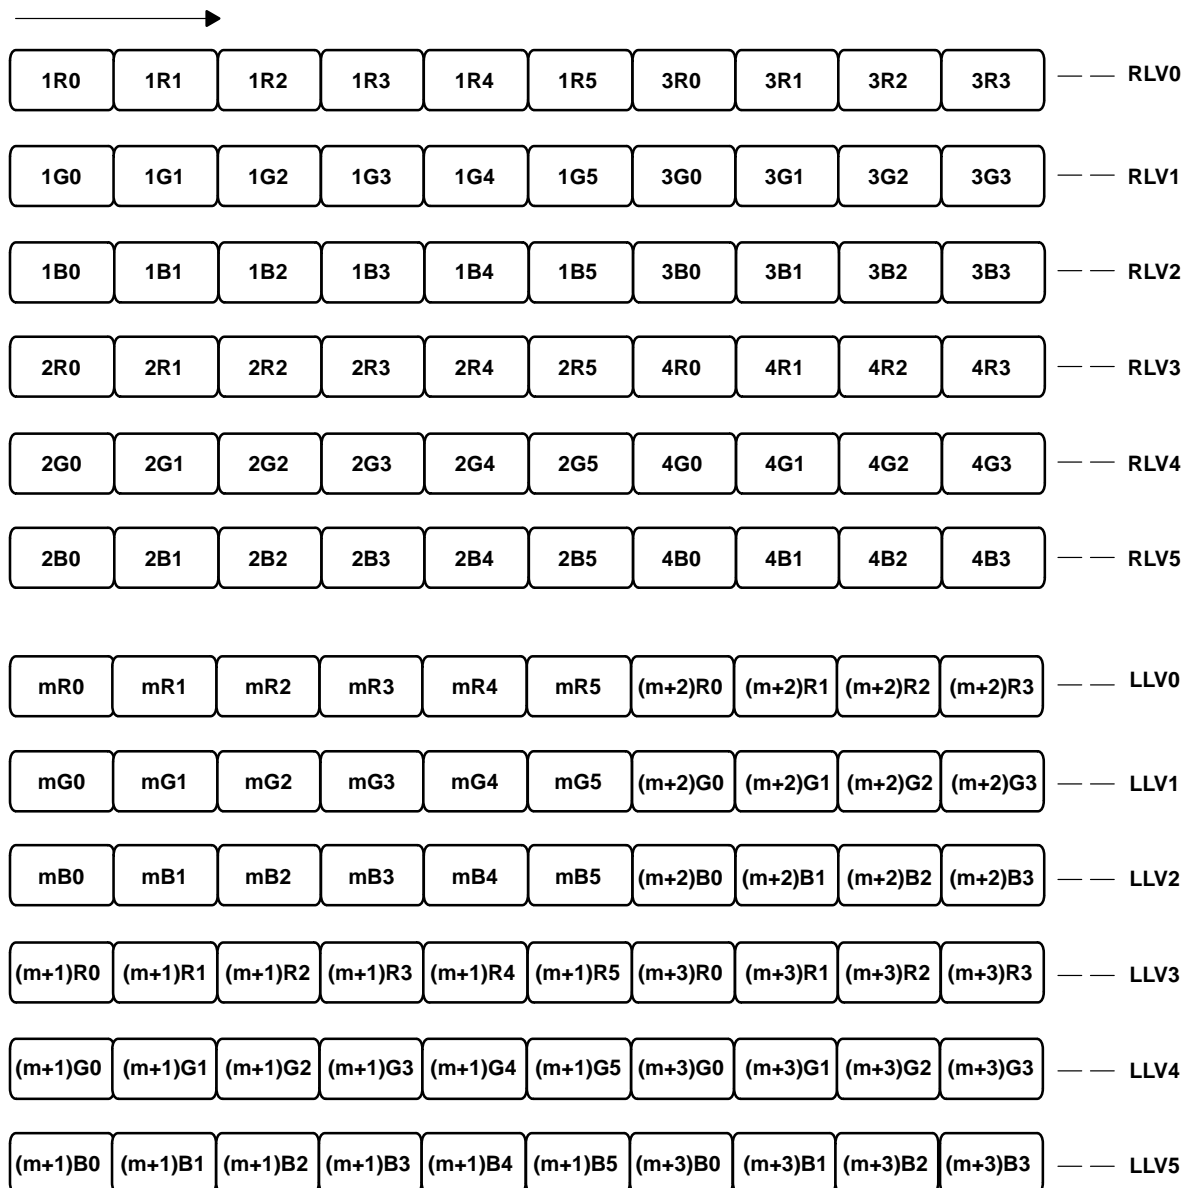 1R0 1R1 1R2 1R3 1R4 1R5 3R0 3R1 3R2 3R3 RLV0
1G0 1G1 1G2 1G3 1G4 1G5 3G0 3G1 3G2 3G3 RLV1
1B0 1B1 1B2 1B3 1B4 1B5 3B0 3B1 3B2 3B3 RLV2
2R0 2R1 2R2 2R3 2R4 2R5 4R0 4R1 4R2 4R3 RLV3
2G0 2G1 2G2 2G3 2G4 2G5 4G0 4G1 4G2 4G3 RLV4
2B0 2B1 2B2 2B3 2B4 2B5 4B0 4B1 4B2 4B3 RLV5
mR0 mR1 mR2 mR3 mR4 mR5 (m+2)R0 (m+2)R1 (m+2)R2 (m+2)R3 LLV0
mG0 mG1 mG2 mG3 mG4 mG5 (m+2)G0 (m+2)G1 (m+2)G2 (m+2)G3 LLV1
mB0 mB1 mB2 mB3 mB4 mB5 (m+2)B0 (m+2)B1 (m+2)B2 (m+2)B3 LLV2
(m+1)R0 (m+1)R1 (m+1)R2 (m+1)R3 (m+1)R4 (m+1)R5 (m+3)R0 (m+3)R1 (m+3)R2 (m+3)R3 LLV3
(m+1)G0 (m+1)G1 (m+1)G2 (m+1)G3 (m+1)G4 (m+1)G5 (m+3)G0 (m+3)G1 (m+3)G2 (m+3)G3 LLV4
(m+1)B0 (m+1)B1 (m+1)B2 (m+1)B3 (m+1)B4 (m+1)B5 (m+3)B0 (m+3)B1 (m+3)B2 (m+3)B3 LLV5